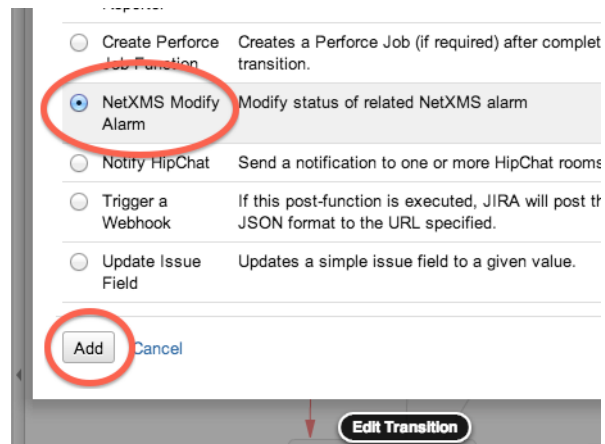 Reporter
Create Perforce Creates a Perforce Job (if required) after complet
Job Function transition.
NetXMS Modify Modify status of related NetXMS alarm
Alarm
Notify HipChat Send a notification to one or more HipChat rooms
Trigger a If this post-function is executed, JIRA will post th
Webhook JSON format to the URL specified.
Update Issue Updates a simple issue field to a given value.
Field
Add Cancel
Edit Transition